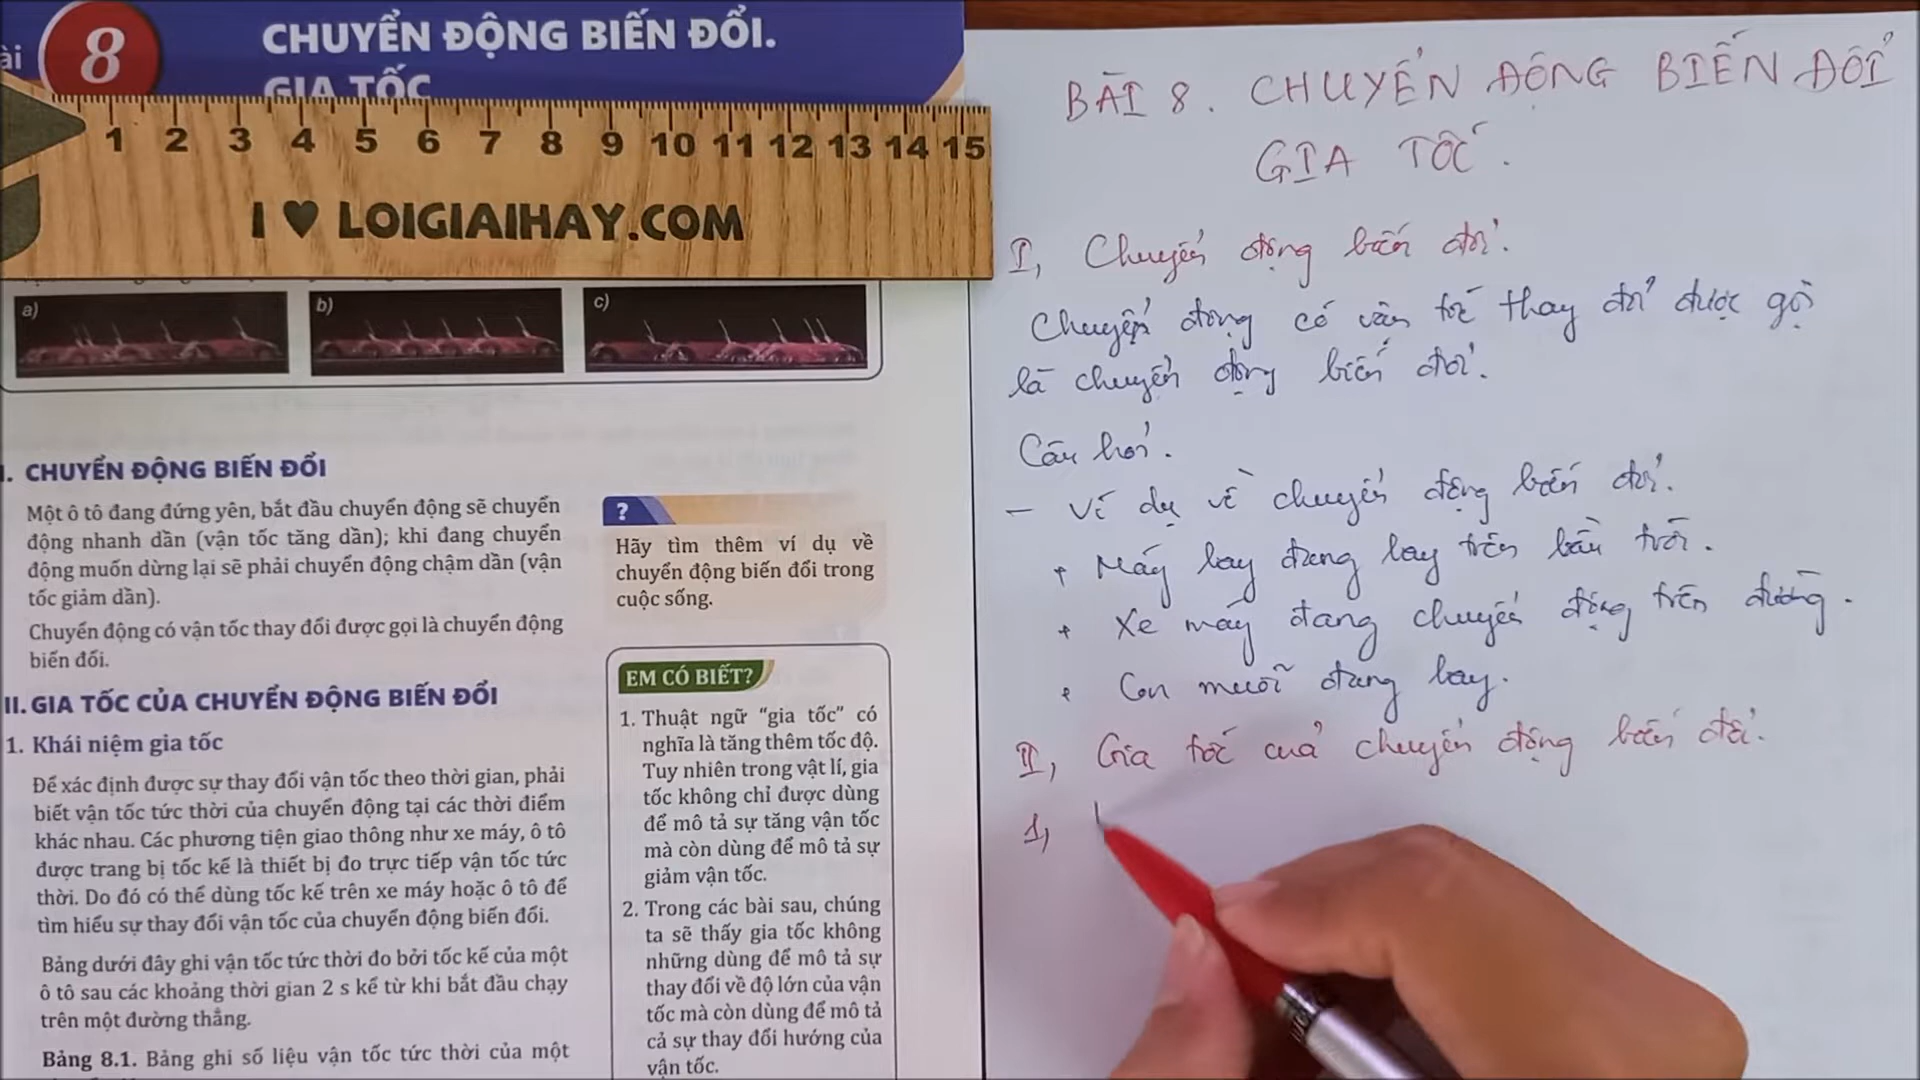 ài 8 CHUYỂN ĐỘNG BIẾN ĐỔI.
GIA TỐC
1 2 3 4 5 6 7 8 9 10 11 12 13 14 15
I ♥ LOIGIAIHAY.COM
a) b) c)
I. CHUYỂN ĐỘNG BIẾN ĐỔI
Một ô tô đang đứng yên, bắt đầu chuyển động sẽ chuyển
động nhanh dần (vận tốc tăng dần); khi đang chuyển
động muốn dừng lại sẽ phải chuyển động chậm dần (vận
tốc giảm dần).
Chuyển động có vận tốc thay đổi được gọi là chuyển động
biến đổi.
II. GIA TỐC CỦA CHUYỂN ĐỘNG BIẾN ĐỔI
1. Khái niệm gia tốc
Để xác định được sự thay đổi vận tốc theo thời gian, phải
biết vận tốc tức thời của chuyển động tại các thời điểm
khác nhau. Các phương tiện giao thông như xe máy, ô tô
được trang bị tốc kế là thiết bị đo trực tiếp vận tốc tức
thời. Do đó có thể dùng tốc kế trên xe máy hoặc ô tô để
tìm hiểu sự thay đổi vận tốc của chuyển động biến đổi.
Bảng dưới đây ghi vận tốc tức thời đo bởi tốc kế của một
ô tô sau các khoảng thời gian 2 s kể từ khi bắt đầu chạy
trên một đường thẳng.
Bảng 8.1. Bảng ghi số liệu vận tốc tức thời của một
?
Hãy tìm thêm ví dụ về
chuyển động biến đổi trong
cuộc sống.
EM CÓ BIẾT?
1. Thuật ngữ “gia tốc” có
nghĩa là tăng thêm tốc độ.
Tuy nhiên trong vật lí, gia
tốc không chỉ được dùng
để mô tả sự tăng vận tốc
mà còn dùng để mô tả sự
giảm vận tốc.
2. Trong các bài sau, chúng
ta sẽ thấy gia tốc không
những dùng để mô tả sự
thay đổi về độ lớn của vận
tốc mà còn dùng để mô tả
cả sự thay đổi hướng của
vận tốc.
BÀI 8. CHUYỂN ĐỘNG BIẾN ĐỔI
GIA TỐC.
I, Chuyển động biến đổi.
Chuyển động có vận tốc thay đổi được gọi
là chuyển động biến đổi.
Câu hỏi.
- Ví dụ về chuyển động biến đổi.
+ Máy bay đang bay trên bầu trời.
+ Xe máy đang chuyển động trên đường.
+ Con muỗi đang bay.
II, Gia tốc của chuyển động biến đổi.
1,